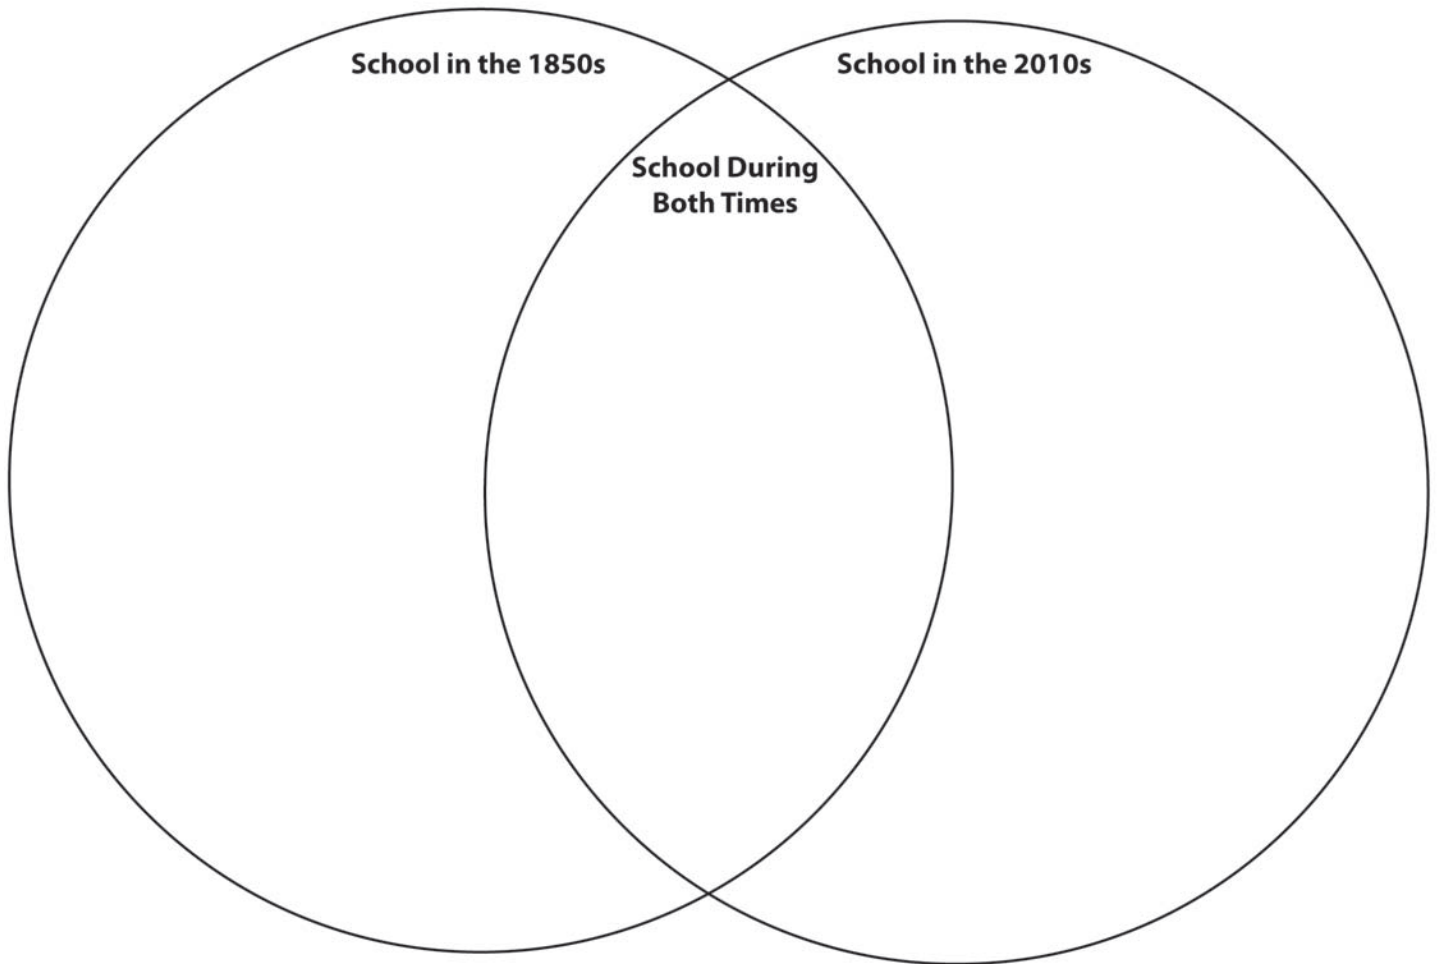 School in the 1850s
School in the 2010s
School During
Both Times